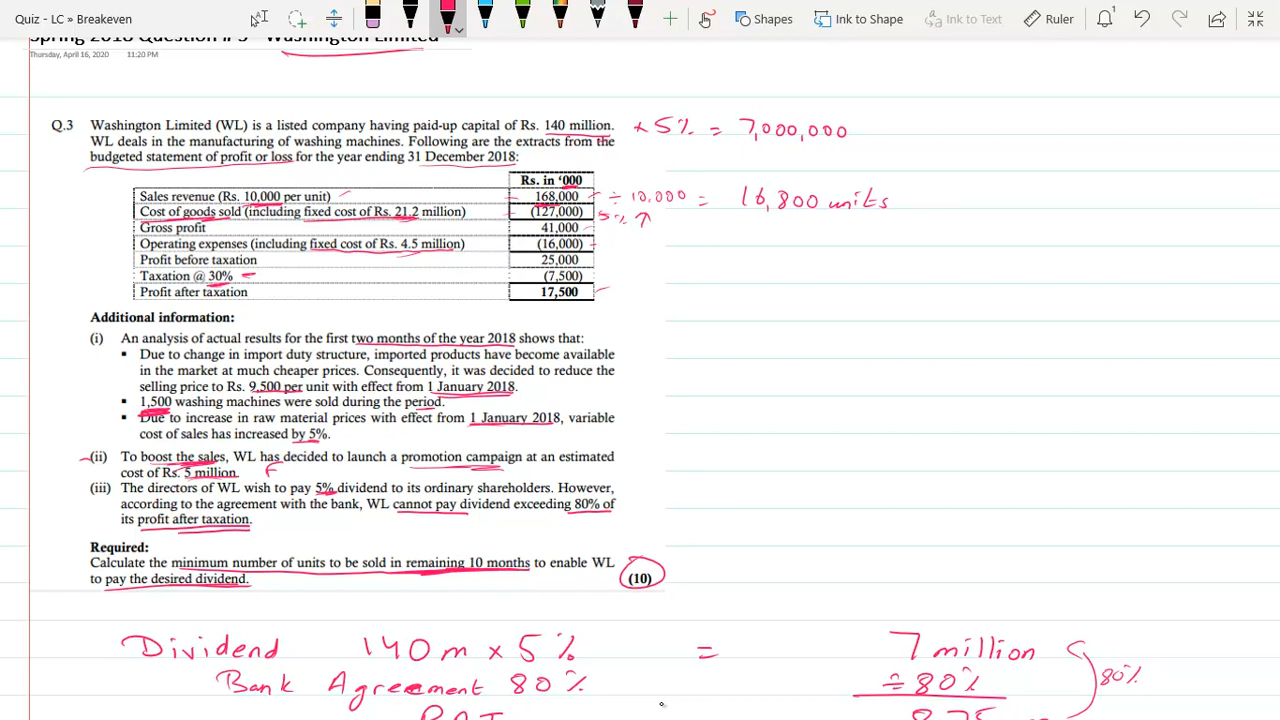 Quiz - LC » Breakeven
Shapes
Ink to Shape
Ink to Text
Ruler
Spring 2018 Question # 3 - Washington Limited
Thursday, April 16, 2020 11:20 PM
Q.3 Washington Limited (WL) is a listed company having paid-up capital of Rs. 140 million. × 5% = 7,000,000
WL deals in the manufacturing of washing machines. Following are the extracts from the
budgeted statement of profit or loss for the year ending 31 December 2018:
Rs. in '000
Sales revenue (Rs. 10,000 per unit) 168,000 ÷ 10,000 = 16,800 units
Cost of goods sold (including fixed cost of Rs. 21.2 million) (127,000) 5% ↑
Gross profit 41,000
Operating expenses (including fixed cost of Rs. 4.5 million) (16,000)
Profit before taxation 25,000
Taxation @ 30% (7,500)
Profit after taxation 17,500
Additional information:
(i) An analysis of actual results for the first two months of the year 2018 shows that:
▪ Due to change in import duty structure, imported products have become available
in the market at much cheaper prices. Consequently, it was decided to reduce the
selling price to Rs. 9,500 per unit with effect from 1 January 2018.
▪ 1,500 washing machines were sold during the period.
▪ Due to increase in raw material prices with effect from 1 January 2018, variable
cost of sales has increased by 5%.
(ii) To boost the sales, WL has decided to launch a promotion campaign at an estimated
cost of Rs. 5 million. F
(iii) The directors of WL wish to pay 5% dividend to its ordinary shareholders. However,
according to the agreement with the bank, WL cannot pay dividend exceeding 80% of
its profit after taxation.
Required:
Calculate the minimum number of units to be sold in remaining 10 months to enable WL
to pay the desired dividend. (10)
Dividend 140 m × 5% = 7 million
Bank Agreement 80% ÷ 80% 80%
PAT 8.75